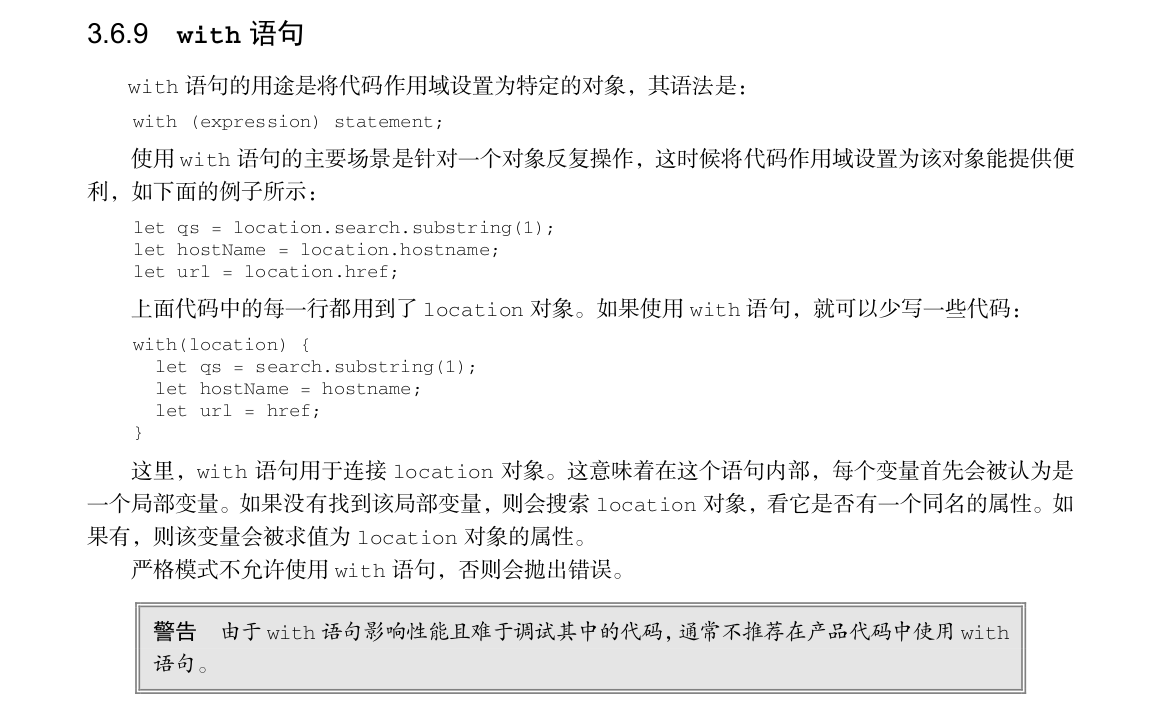 3.6.9 with 语句
with 语句的用途是将代码作用域设置为特定的对象，其语法是：
with (expression) statement;
使用 with 语句的主要场景是针对一个对象反复操作，这时候将代码作用域设置为该对象能提供便
利，如下面的例子所示：
let qs = location.search.substring(1);
let hostName = location.hostname;
let url = location.href;
上面代码中的每一行都用到了 location 对象。如果使用 with 语句，就可以少写一些代码：
with(location) {
  let qs = search.substring(1);
  let hostName = hostname;
  let url = href;
}
这里，with 语句用于连接 location 对象。这意味着在这个语句内部，每个变量首先会被认为是
一个局部变量。如果没有找到该局部变量，则会搜索 location 对象，看它是否有一个同名的属性。如
果有，则该变量会被求值为 location 对象的属性。
严格模式不允许使用 with 语句，否则会抛出错误。
警告 由于 with 语句影响性能且难于调试其中的代码，通常不推荐在产品代码中使用 with
语句。